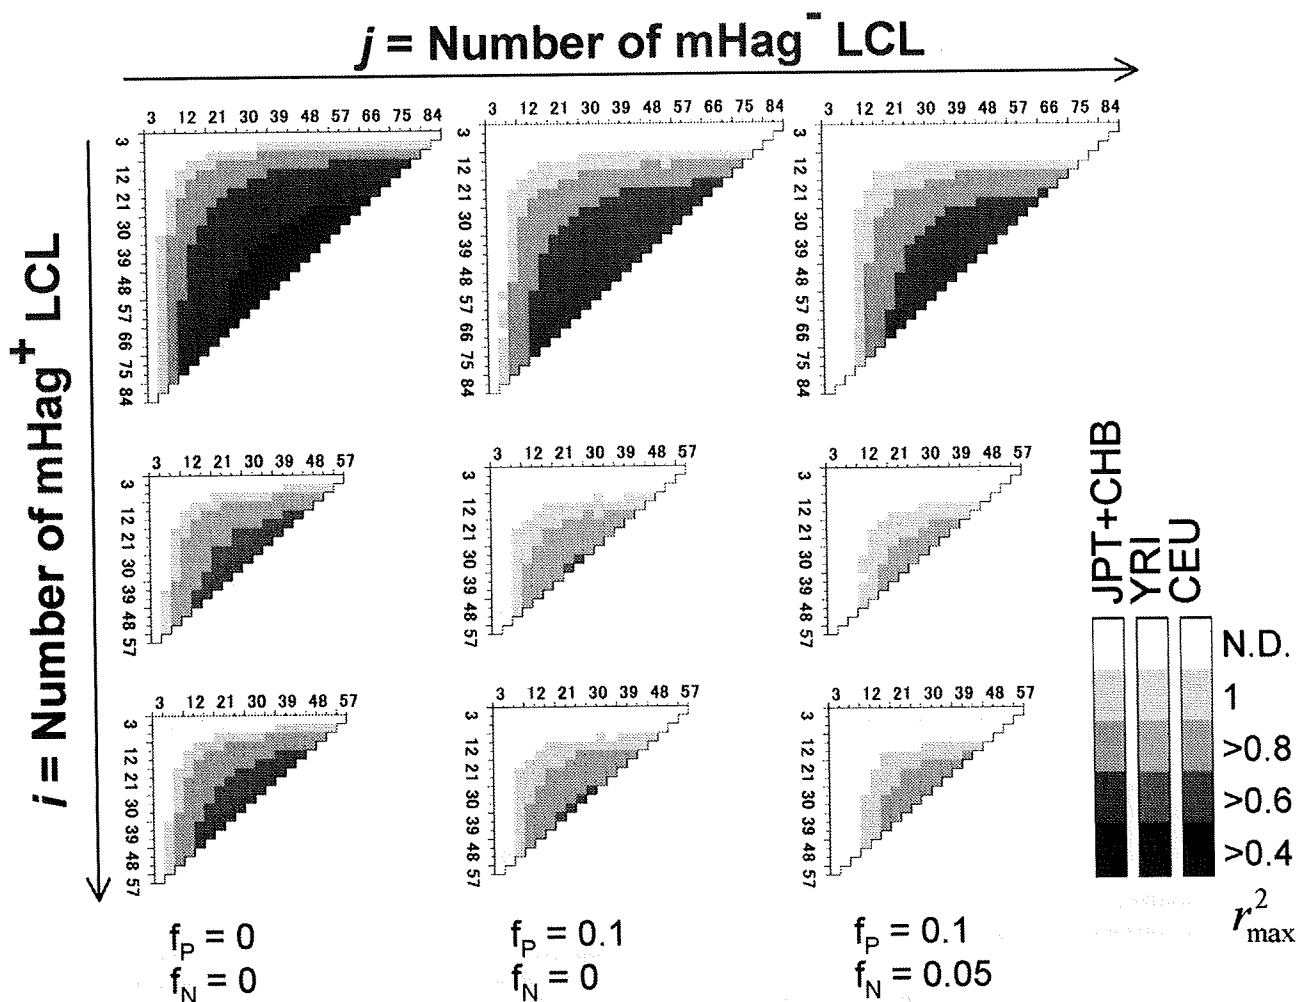 j = Number of mHag⁻ LCL
i = Number of mHag⁺ LCL
3 12 21 30 39 48 57 66 75 84
3 12 21 30 39 48 57 66 75 84
3 12 21 30 39 48 57 66 75 84
3 12 21 30 39 48 57 66 75 84
3 12 21 30 39 48 57 66 75 84
3 12 21 30 39 48 57 66 75 84
3 12 21 30 39 48 57
3 12 21 30 39 48 57
3 12 21 30 39 48 57
3 12 21 30 39 48 57
3 12 21 30 39 48 57
3 12 21 30 39 48 57
3 12 21 30 39 48 57
3 12 21 30 39 48 57
3 12 21 30 39 48 57
3 12 21 30 39 48 57
3 12 21 30 39 48 57
3 12 21 30 39 48 57
JPT+CHB
YRI
CEU
N.D.
1
>0.8
>0.6
>0.4
r²max
fP = 0
fN = 0
fP = 0.1
fN = 0
fP = 0.1
fN = 0.05